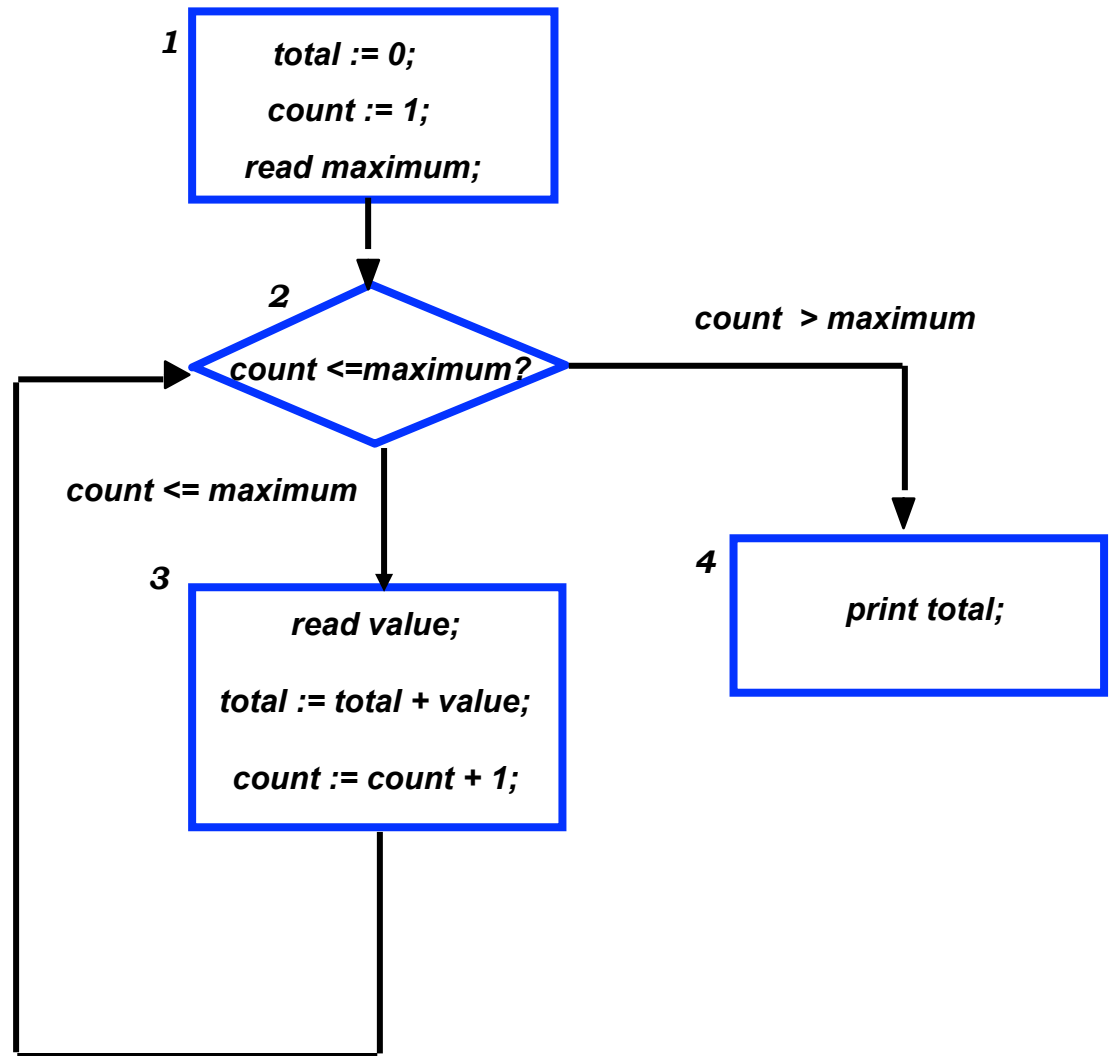 1
total := 0;
count := 1;
read maximum;
2
count <=maximum?
count  > maximum
count <= maximum
3
read value;
total := total + value;
count := count + 1;
4
print total;